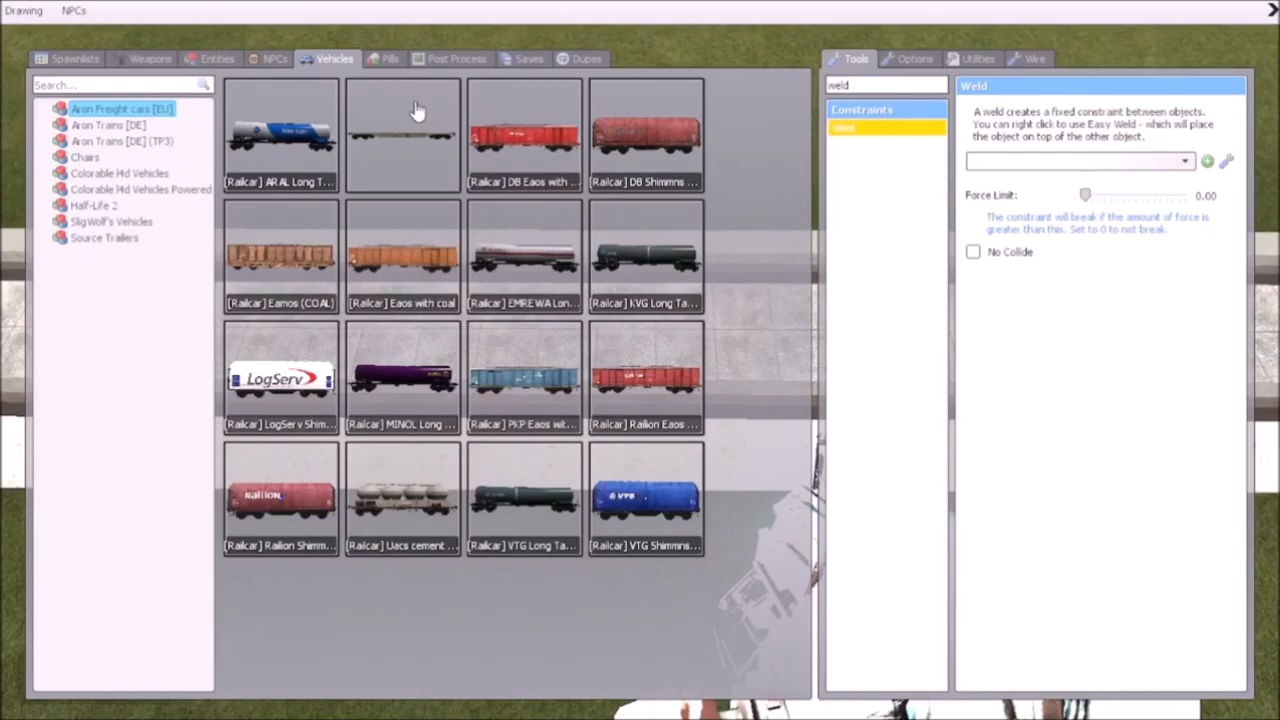 Drawing NPCs
Spawnlists Weapons Entities NPCs Vehicles Pills Post Process Saves Dupes
Search...
Aron Freight cars [EU]
Aron Trains [DE]
Aron Trains [DE] (TP3)
Chairs
Colorable l4d Vehicles
Colorable l4d Vehicles Powered
Half-Life 2
SligWolf's Vehicles
Source Trailers
[Railcar] ARAL Long T...
[Railcar] DB Eaos with ...
[Railcar] DB Shimmns ...
[Railcar] Eamos (COAL)
[Railcar] Eaos with coal
[Railcar] EMREWA Lon...
[Railcar] KVG Long Ta...
LogServ
[Railcar] LogServ Shim...
[Railcar] MINOL Long ...
[Railcar] PKP Eaos wit...
[Railcar] Railion Eaos ...
RAILION
VTG
[Railcar] Railion Shimm...
[Railcar] Uacs cement ...
[Railcar] VTG Long Ta...
[Railcar] VTG Shimmns...
Tools Option Utilities Wire
weld
Constraints
Weld
Weld
A weld creates a fixed constraint between objects.
You can right click to use Easy Weld - which will place
the object on top of the other object.
Force Limit: 0.00
The constraint will break if the amount of force is
greater than this. Set to 0 to not break.
No Collide